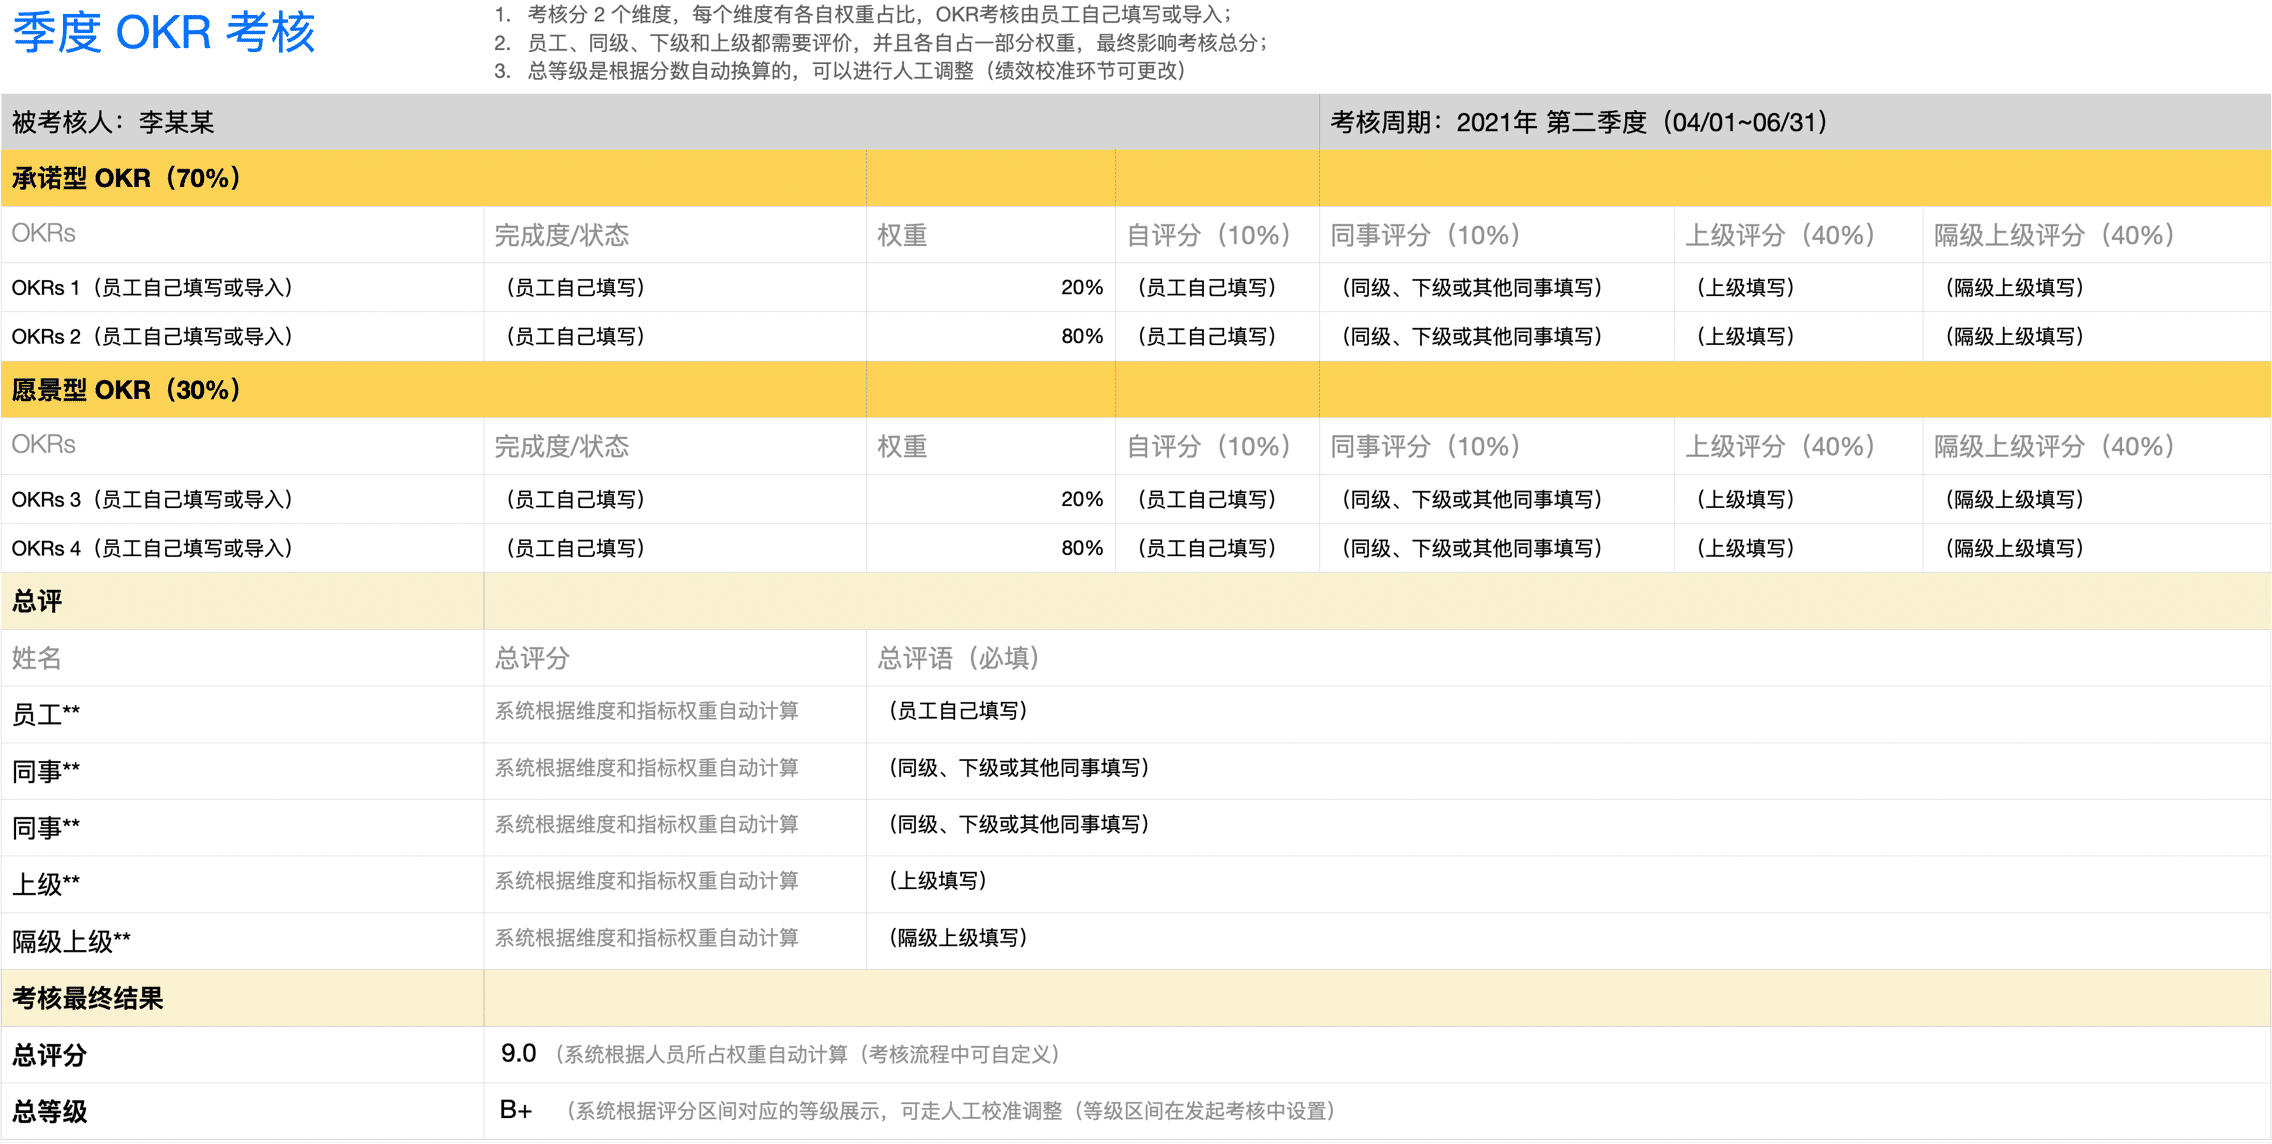 季度 OKR 考核
1. 考核分 2 个维度，每个维度有各自权重占比，OKR考核由员工自己填写或导入；
2. 员工、同级、下级和上级都需要评价，并且各自占一部分权重，最终影响考核总分；
3. 总等级是根据分数自动换算的，可以进行人工调整（绩效校准环节可更改）
被考核人：李某某 考核周期：2021年 第二季度（04/01~06/31）
承诺型 OKR（70%）
OKRs 完成度/状态 权重 自评分（10%） 同事评分（10%） 上级评分（40%） 隔级上级评分（40%）
OKRs 1（员工自己填写或导入） （员工自己填写） 20% （员工自己填写） （同级、下级或其他同事填写） （上级填写） （隔级上级填写）
OKRs 2（员工自己填写或导入） （员工自己填写） 80% （员工自己填写） （同级、下级或其他同事填写） （上级填写） （隔级上级填写）
愿景型 OKR（30%）
OKRs 完成度/状态 权重 自评分（10%） 同事评分（10%） 上级评分（40%） 隔级上级评分（40%）
OKRs 3（员工自己填写或导入） （员工自己填写） 20% （员工自己填写） （同级、下级或其他同事填写） （上级填写） （隔级上级填写）
OKRs 4（员工自己填写或导入） （员工自己填写） 80% （员工自己填写） （同级、下级或其他同事填写） （上级填写） （隔级上级填写）
总评
姓名 总评分 总评语（必填）
员工** 系统根据维度和指标权重自动计算 （员工自己填写）
同事** 系统根据维度和指标权重自动计算 （同级、下级或其他同事填写）
同事** 系统根据维度和指标权重自动计算 （同级、下级或其他同事填写）
上级** 系统根据维度和指标权重自动计算 （上级填写）
隔级上级** 系统根据维度和指标权重自动计算 （隔级上级填写）
考核最终结果
总评分 9.0 （系统根据人员所占权重自动计算（考核流程中可自定义）
总等级 B+ （系统根据评分区间对应的等级展示，可走人工校准调整（等级区间在发起考核中设置）